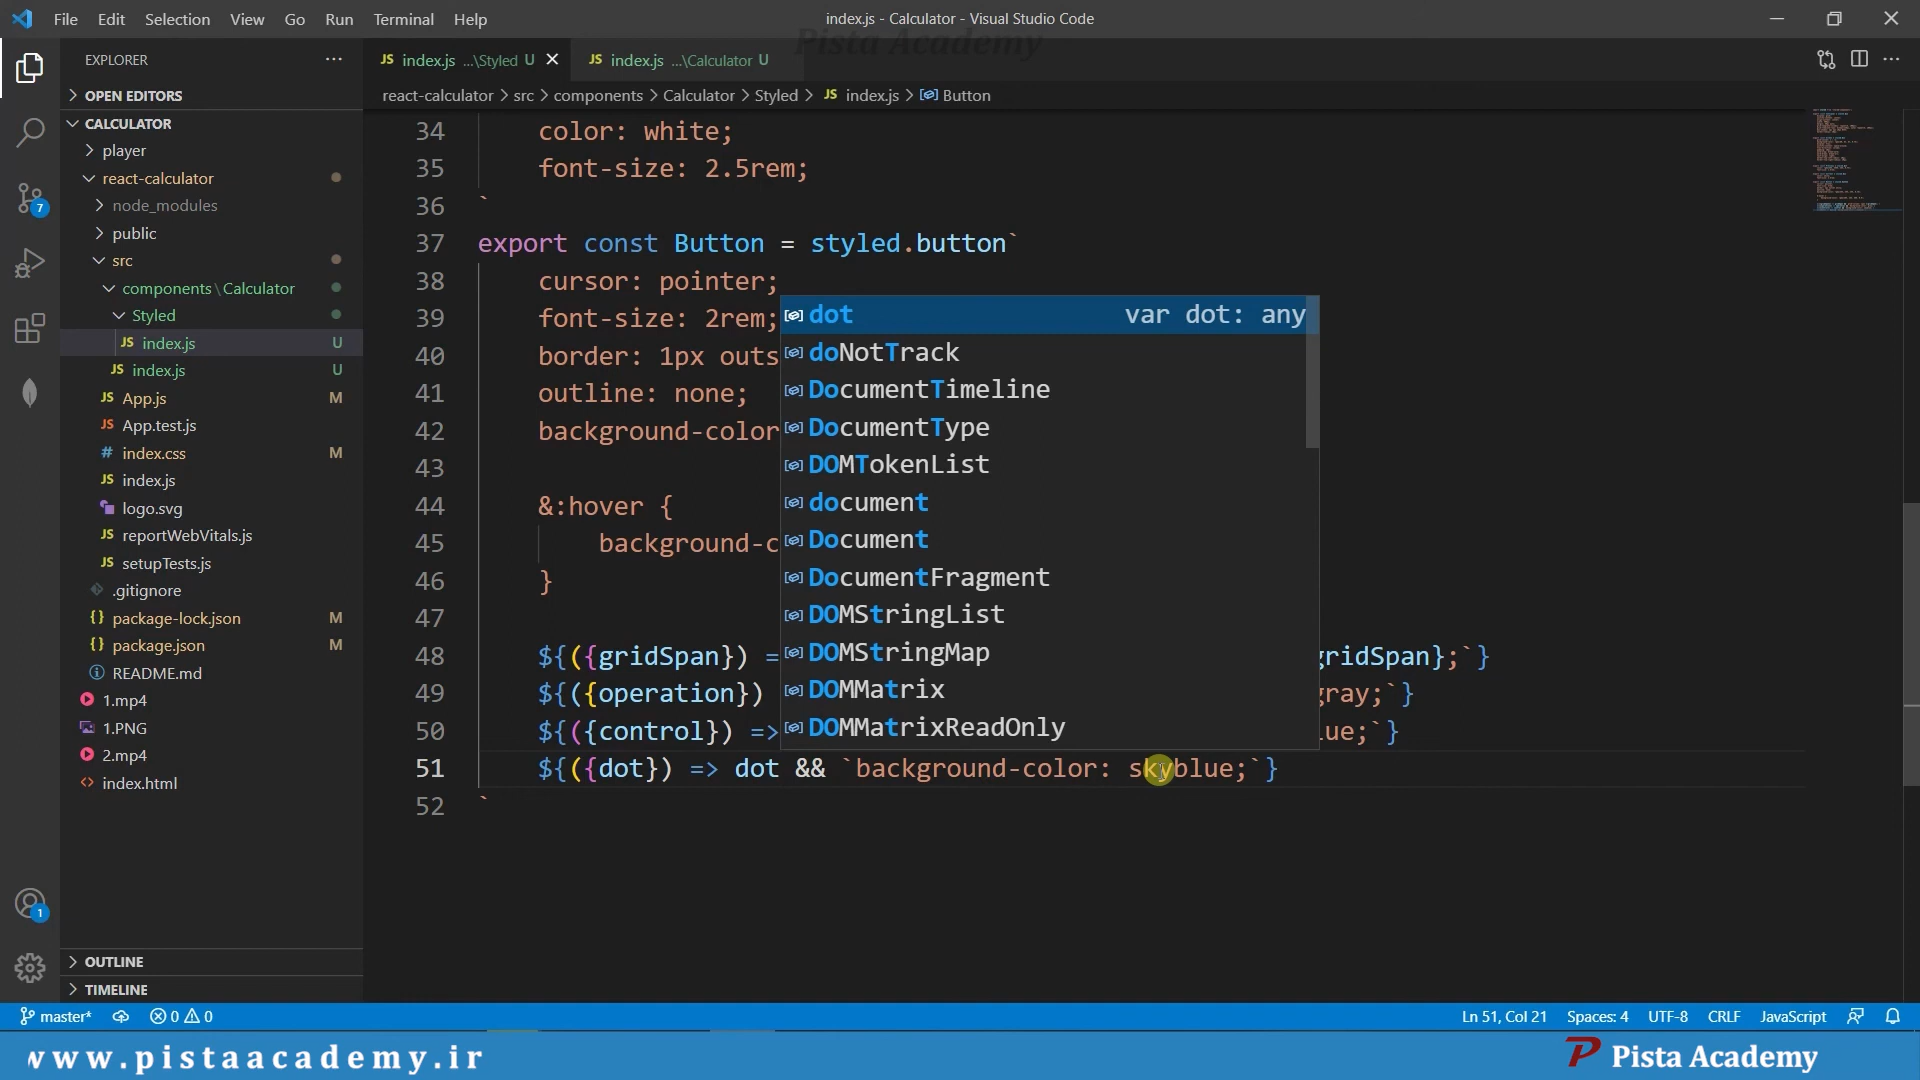 File Edit Selection View Go Run Terminal Help
index.js - Calculator - Visual Studio Code
Pista Academy
EXPLORER ...
JS index.js ...\Styled U
JS index.js ...\Calculator U
react-calculator > src > components > Calculator > Styled > JS index.js > Button
OPEN EDITORS
CALCULATOR
player
react-calculator
node_modules
public
src
components \ Calculator
Styled
JS index.js U
JS index.js U
JS App.js M
JS App.test.js
# index.css M
JS index.js
logo.svg
JS reportWebVitals.js
JS setupTests.js
.gitignore
{} package-lock.json M
{} package.json M
README.md
1.mp4
1.PNG
2.mp4
<> index.html
OUTLINE
TIMELINE
7
1
34 color: white;
35 font-size: 2.5rem;
36 `
37 export const Button = styled.button`
38 cursor: pointer;
39 font-size: 2rem;
40 border: 1px outs
41 outline: none;
42 background-color
43
44 &:hover {
45 background-c
46 }
47
48 ${({gridSpan}) = gridSpan};`}
49 ${({operation}) gray;`}
50 ${({control}) => lue;`}
51 ${({dot}) => dot && `background-color: skyblue;`}
52 `
dot var dot: any
doNotTrack
DocumentTimeline
DocumentType
DOMTokenList
document
Document
DocumentFragment
DOMStringList
DOMStringMap
DOMMatrix
DOMMatrixReadOnly
master* 0 0 Ln 51, Col 21 Spaces: 4 UTF-8 CRLF JavaScript
www.pistaacademy.ir
Pista Academy